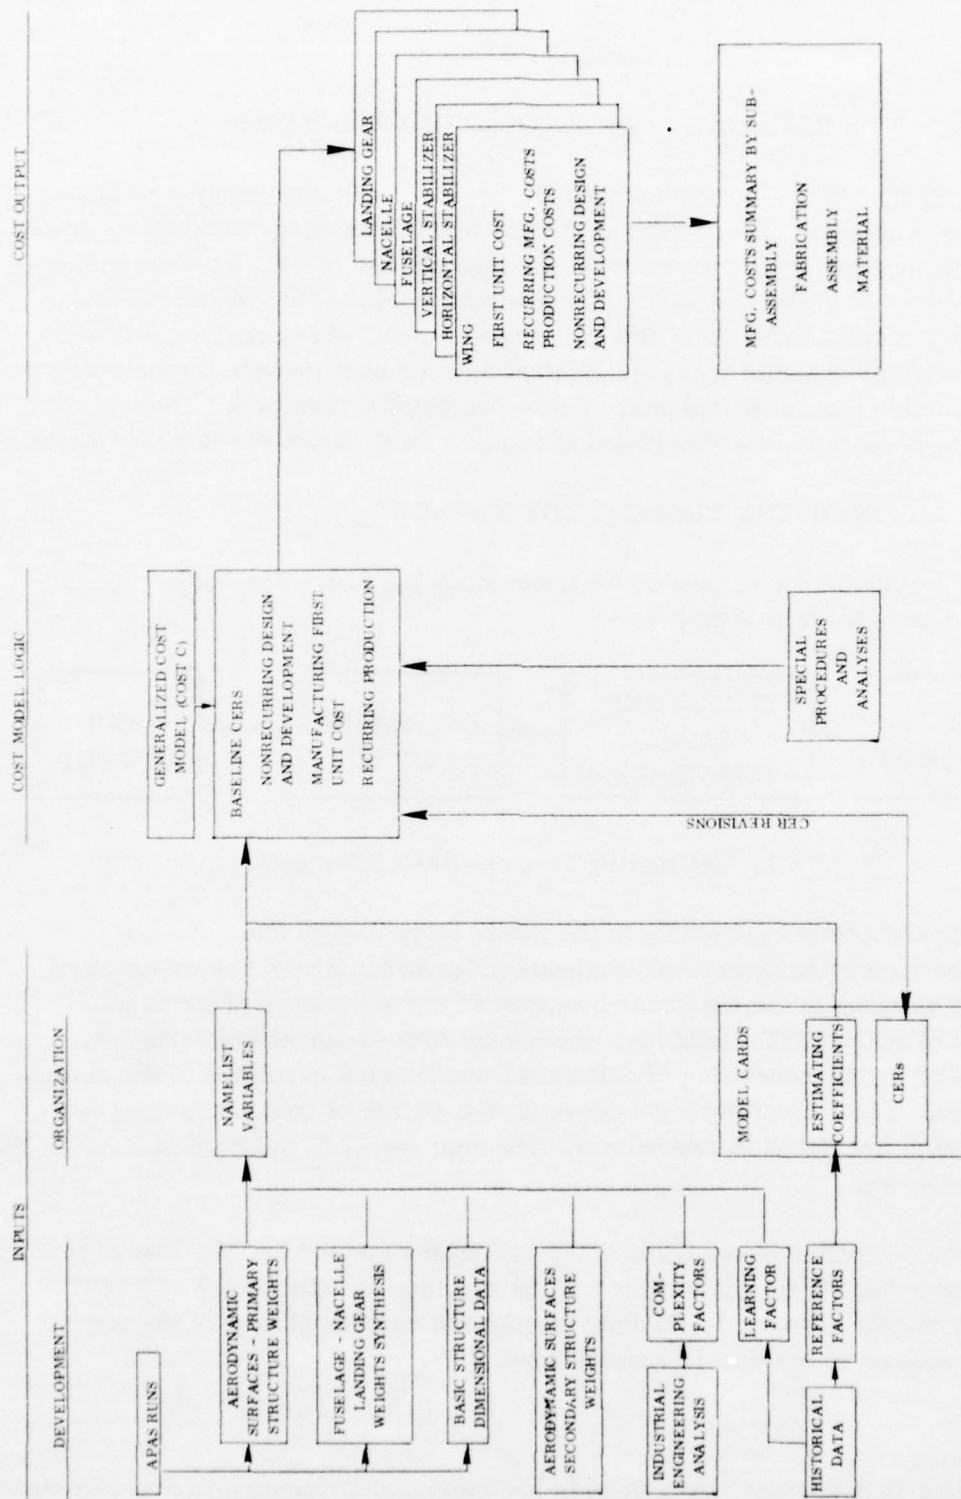 INPUTS
COST MODEL LOGIC
COST OUTPUT
DEVELOPMENT
ORGANIZATION
APAS RUNS
AERODYNAMIC
SURFACES - PRIMARY
STRUCTURE WEIGHTS
FUSELAGE - NACELLE
LANDING GEAR
WEIGHTS SYNTHESIS
BASIC STRUCTURE
DIMENSIONAL DATA
AERODYNAMIC SURFACES
SECONDARY STRUCTURE
WEIGHTS
INDUSTRIAL
ENGINEERING
ANALYSIS
COM-
PLEXITY
FACTORS
LEARNING
FACTOR
HISTORICAL
DATA
REFERENCE
FACTORS
NAMELIST
VARIABLES
MODEL CARDS
ESTIMATING
COEFFICIENTS
CERs
GENERALIZED COST
MODEL (COST C)
BASELINE CERS
NONRECURRING DESIGN
AND DEVELOPMENT
MANUFACTURING FIRST
UNIT COST
RECURRING PRODUCTION
CER REVISIONS
SPECIAL
PROCEDURES
AND
ANALYSES
LANDING GEAR
NACELLE
FUSELAGE
VERTICAL STABILIZER
HORIZONTAL STABILIZER
WING
FIRST UNIT COST
RECURRING MFG. COSTS
PRODUCTION COSTS
NONRECURRING DESIGN
AND DEVELOPMENT
MFG. COSTS SUMMARY BY SUB-
ASSEMBLY
FABRICATION
ASSEMBLY
MATERIAL